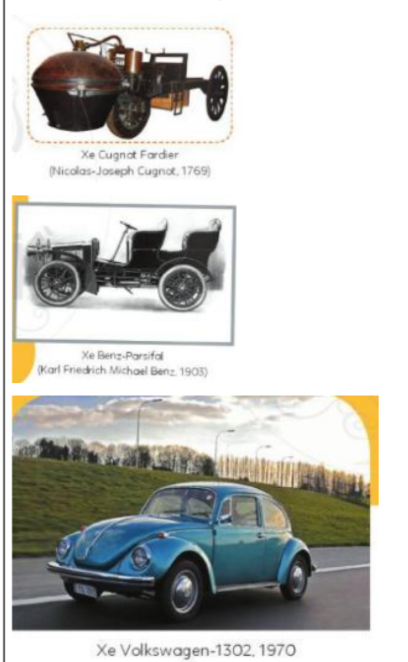 Xe Cugnot Fardier
(Nicolas-Joseph Cugnot, 1769)
Xe Benz-Parsifal
(Karl Friedrich Michael Benz, 1903)
Xe Volkswagen-1302, 1970